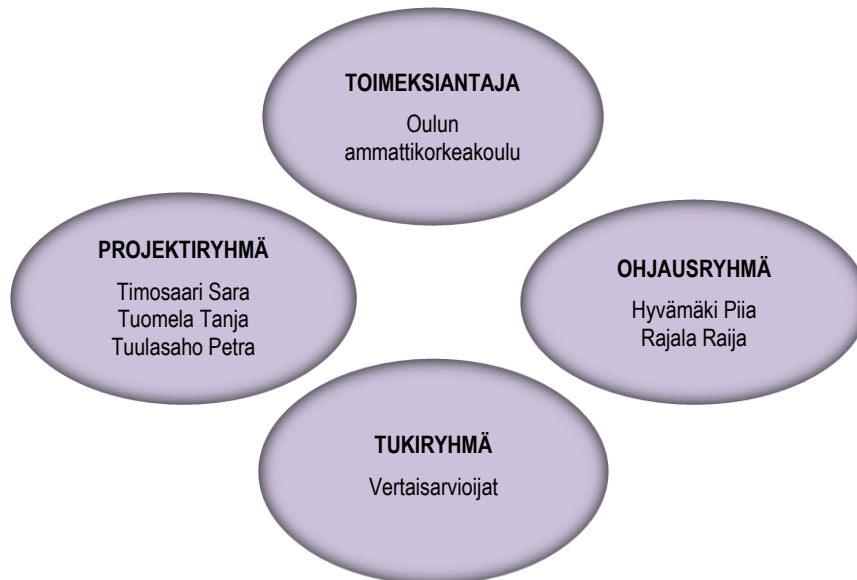 TOIMEKSIANTAJA
Oulun
ammattikorkeakoulu
PROJEKTIRYHMÄ
Timosaari Sara
Tuomela Tanja
Tuulasaho Petra
OHJAUSRYHMÄ
Hyvämäki Piia
Rajala Raija
TUKIRYHMÄ
Vertaisarvioijat